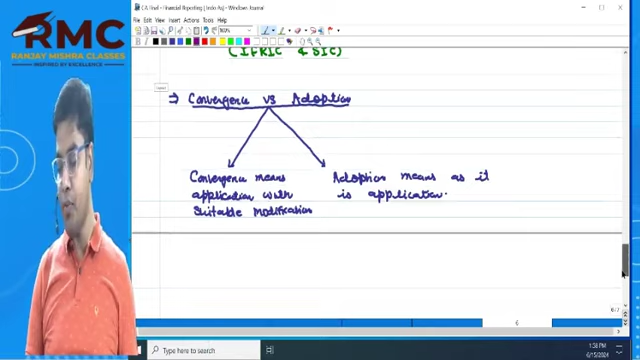 RMC
RANJAY MISHRA CLASSES
INSPIRED BY EXCELLENCE
CA Final - Financial Reporting (Indo As) - Windows Journal
File Edit View Insert Actions Tools Help
(IFRIC & SIC)
⇒ Convergence vs Adoption
Convergence means
application with
suitable modification
Adoption means as it
is application.
6
Type here to search
1:58 PM
6/15/2024